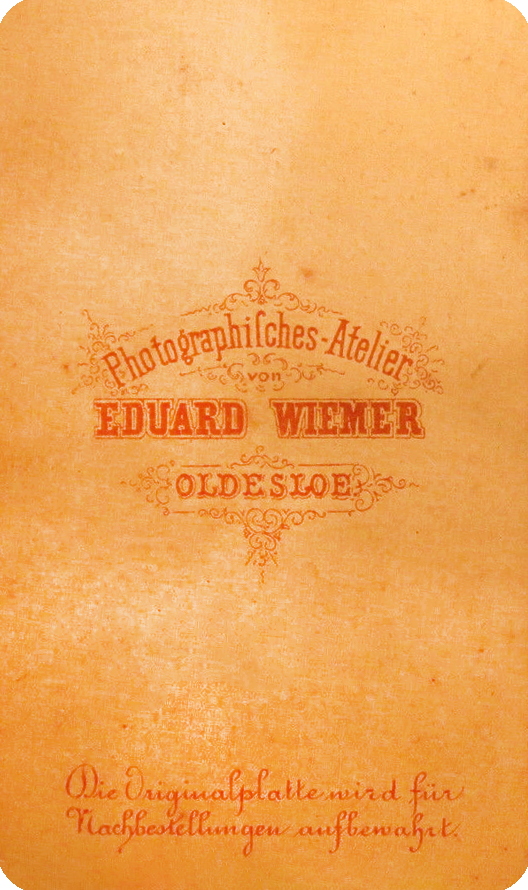 Photographiſches-Atelier
von
EDUARD WIEMER
OLDESLOE
Die Originalplatte wird für
Nachbestellungen aufbewahrt.